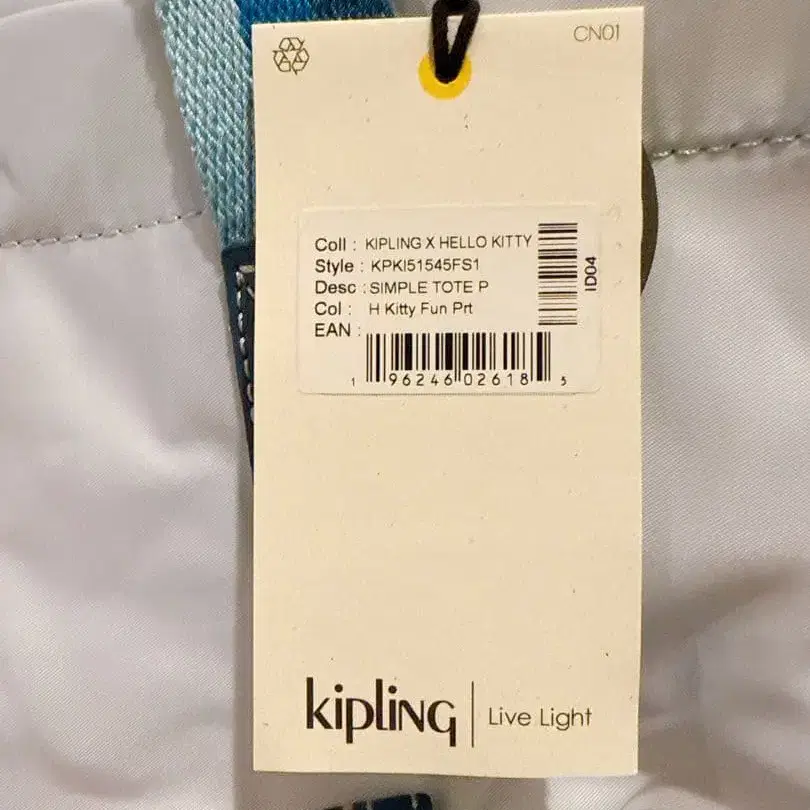 CN01
Coll : KIPLING X HELLO KITTY
Style : KPKI51545FS1
Desc : SIMPLE TOTE P
Col : H Kitty Fun Prt
EAN :
ID04
1 96246 02618 5
kipling | Live Light